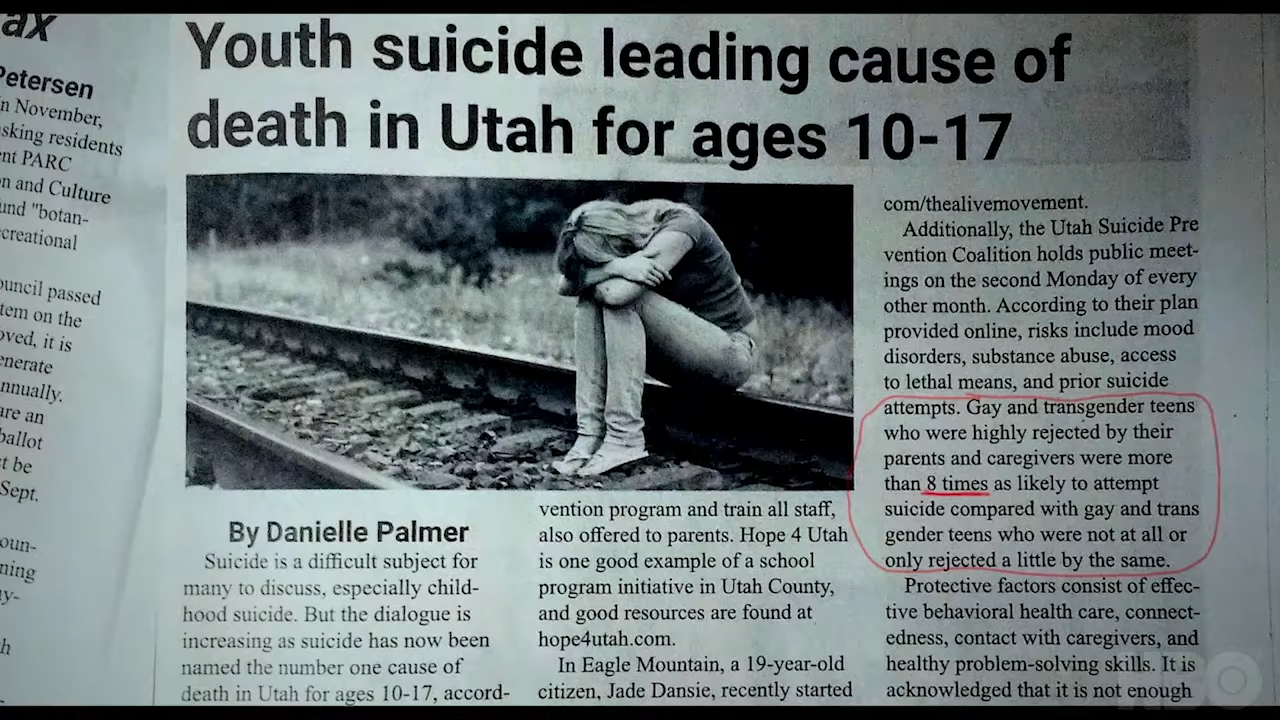 ax
Petersen
n November,
sking residents
nt PARC
n and Culture
und "botan-
creational
ouncil passed
tem on the
oved, it is
enerate
nnually.
are an
ballot
st be
Sept.
oun-
ning
y-
h
Youth suicide leading cause of
death in Utah for ages 10-17
By Danielle Palmer
Suicide is a difficult subject for
many to discuss, especially child-
hood suicide. But the dialogue is
increasing as suicide has now been
named the number one cause of
death in Utah for ages 10-17, accord-
vention program and train all staff,
also offered to parents. Hope 4 Utah
is one good example of a school
program initiative in Utah County,
and good resources are found at
hope4utah.com.
In Eagle Mountain, a 19-year-old
citizen, Jade Dansie, recently started
com/thealivemovement.
Additionally, the Utah Suicide Pre
vention Coalition holds public meet-
ings on the second Monday of every
other month. According to their plan
provided online, risks include mood
disorders, substance abuse, access
to lethal means, and prior suicide
attempts. Gay and transgender teens
who were highly rejected by their
parents and caregivers were more
than 8 times as likely to attempt
suicide compared with gay and trans
gender teens who were not at all or
only rejected a little by the same.
Protective factors consist of effec-
tive behavioral health care, connect-
edness, contact with caregivers, and
healthy problem-solving skills. It is
acknowledged that it is not enough
HBO